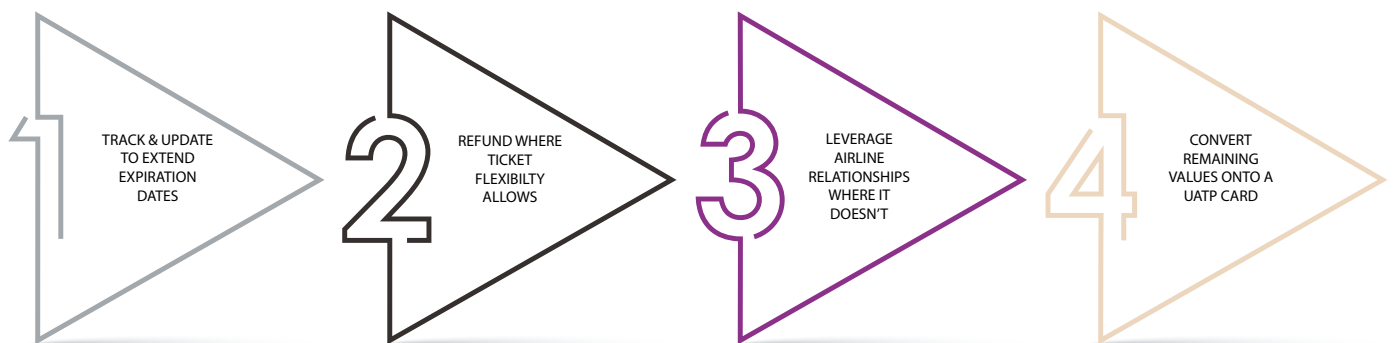 1
TRACK & UPDATE
TO EXTEND
EXPIRATION
DATES
2
REFUND WHERE
TICKET
FLEXIBILTY
ALLOWS
3
LEVERAGE
AIRLINE
RELATIONSHIPS
WHERE IT
DOESN'T
4
CONVERT
REMAINING
VALUES ONTO A
UATP CARD